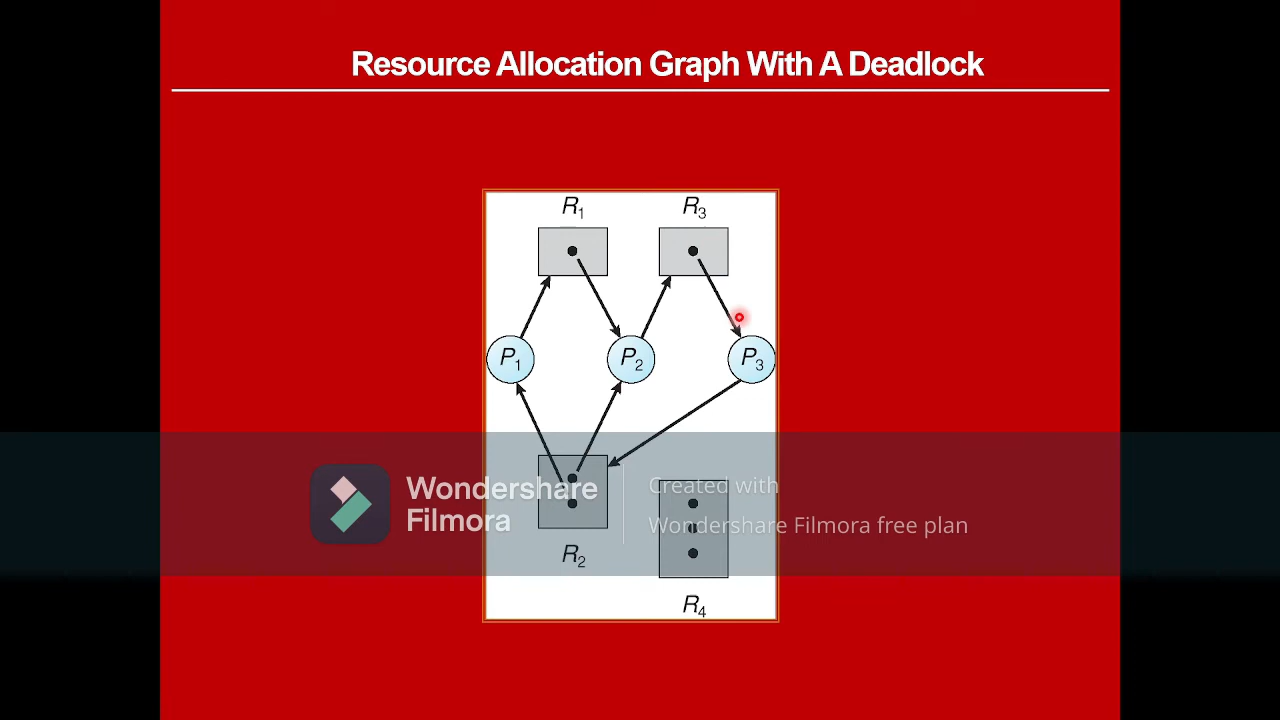 Resource Allocation Graph With A Deadlock
R1
R3
P1
P2
P3
Wondershare
Filmora
Created with
Wondershare Filmora free plan
R2
R4